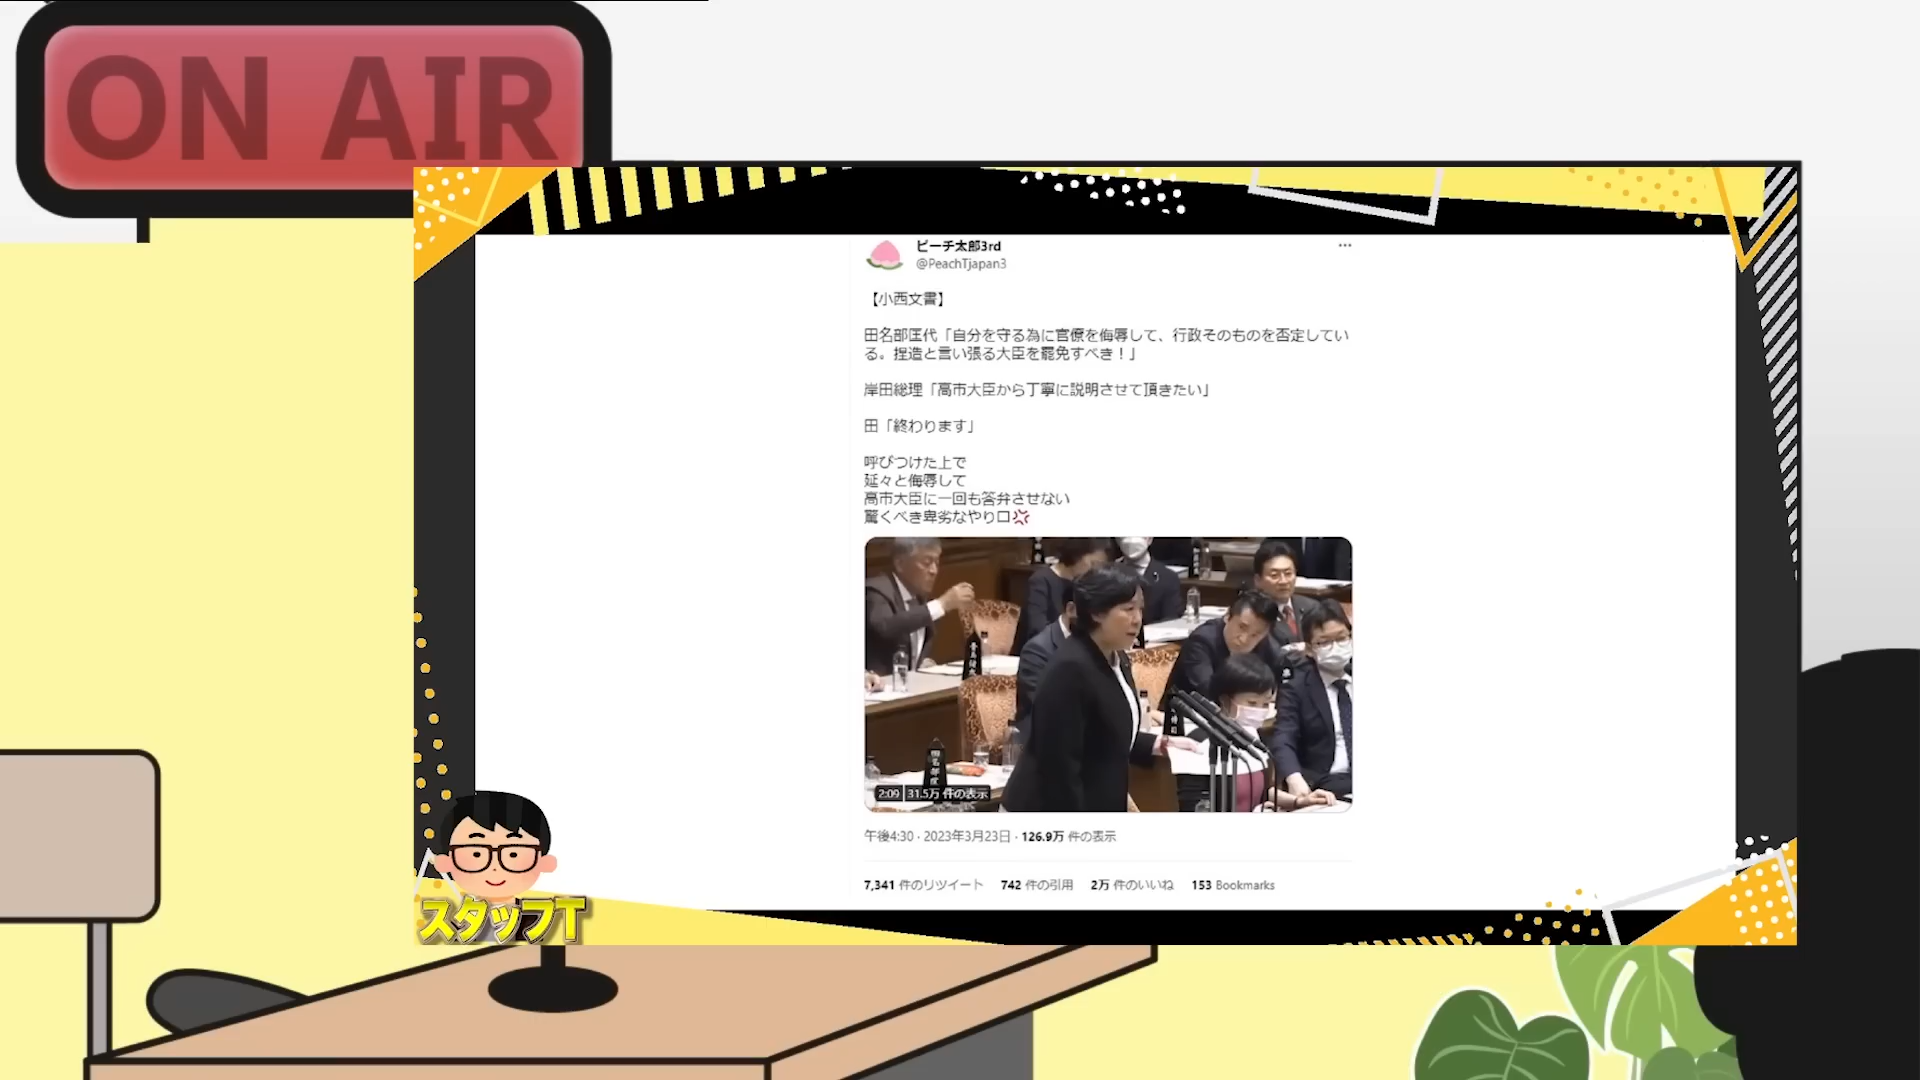 ON AIR
ピーチ太郎3rd
@PeachTjapan3
【小西文書】
田名部匡代「自分を守る為に官僚を侮辱して、行政そのものを否定してい
る。捏造と言い張る大臣を罷免すべき！」
岸田総理「高市大臣から丁寧に説明させて頂きたい」
田「終わります」
呼びつけた上で
延々と侮辱して
高市大臣に一回も答弁させない
驚くべき卑劣なやり口💢
田名部
2:09 31.5万 件の表示
午後4:30 · 2023年3月23日 · 126.9万 件の表示
7,341 件のリツイート 742 件の引用 2万 件のいいね 153 Bookmarks
スタッフT